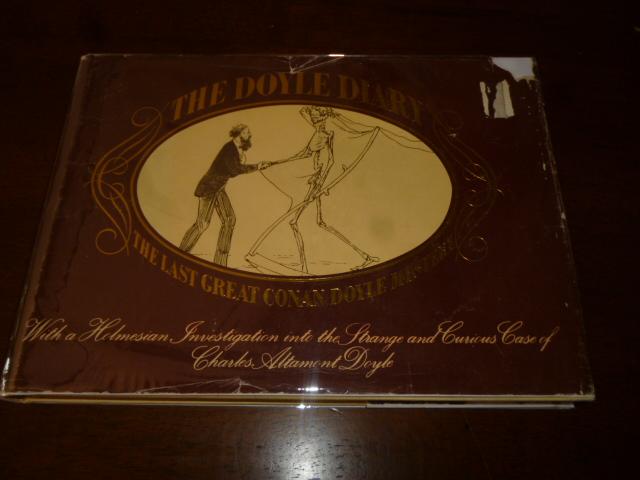 THE DOYLE DIARY
THE LAST GREAT CONAN DOYLE MYSTERY
With a Holmesian Investigation into the Strange and Curious Case of
Charles Altamont Doyle